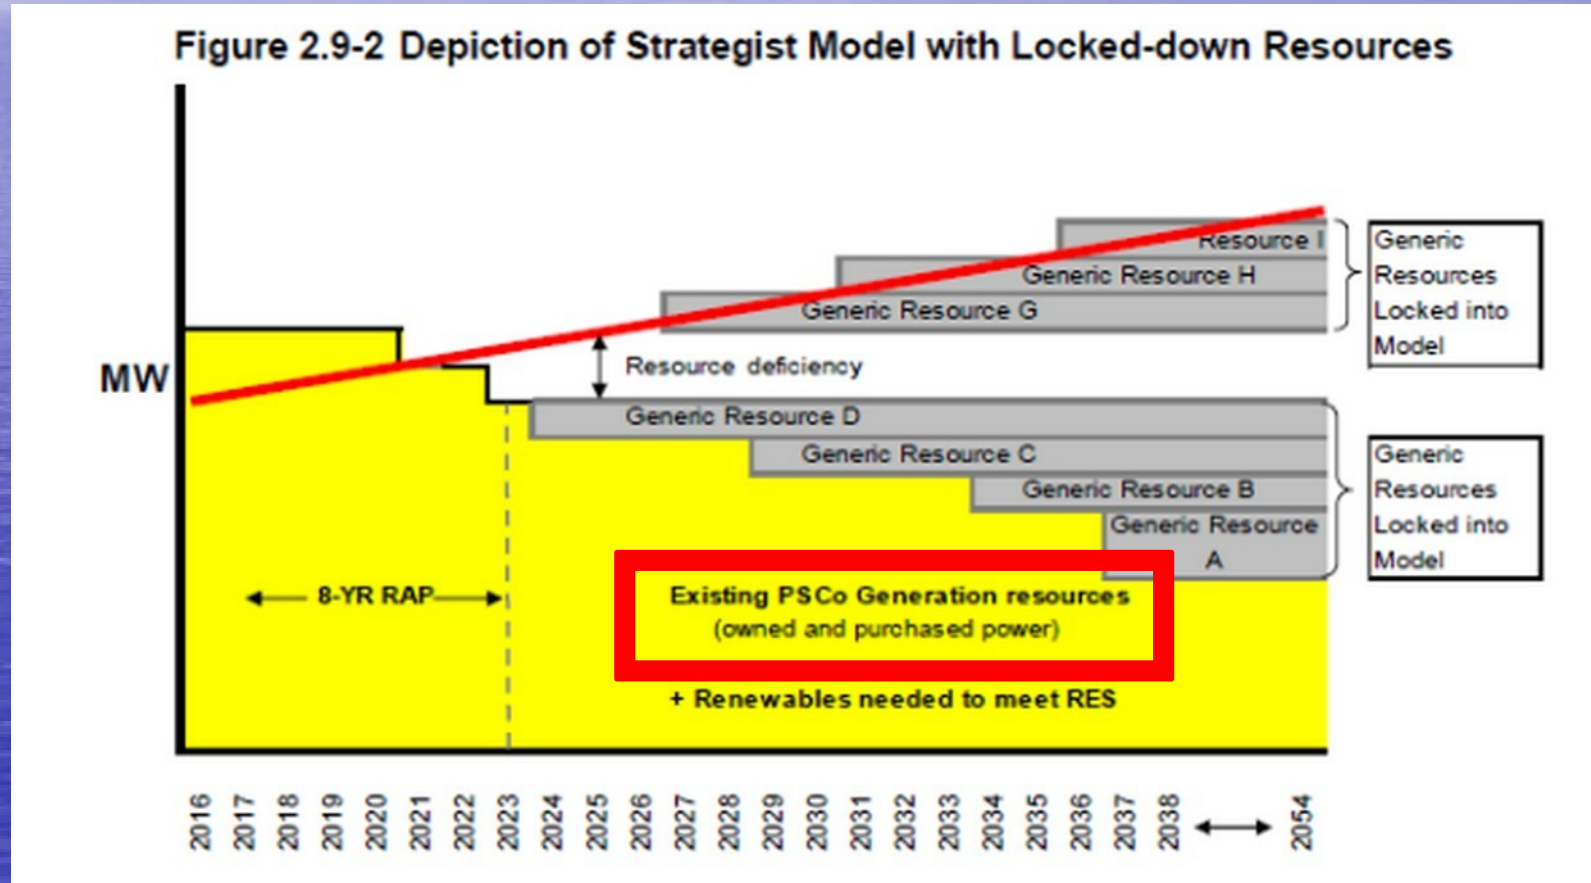 Figure 2.9-2 Depiction of Strategist Model with Locked-down Resources
MW
Resource I
Generic Resource H
Generic Resource G
Generic
Resources
Locked into
Model
Resource deficiency
Generic Resource D
Generic Resource C
Generic Resource B
Generic Resource
A
Generic
Resources
Locked into
Model
8-YR RAP
Existing PSCo Generation resources
(owned and purchased power)
+ Renewables needed to meet RES
2016
2017
2018
2019
2020
2021
2022
2023
2024
2025
2026
2027
2028
2029
2030
2031
2032
2033
2034
2035
2036
2037
2038
2054